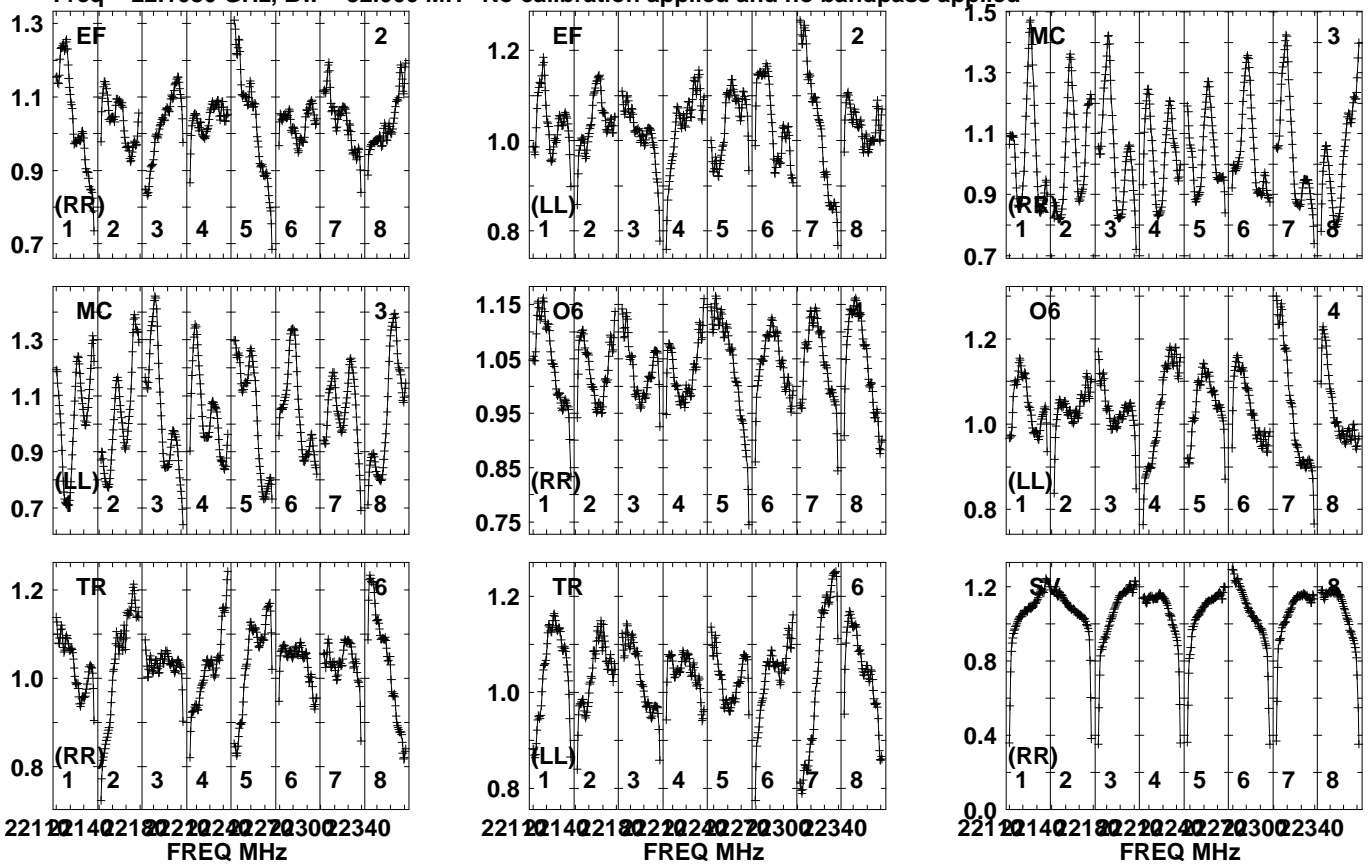 No calibration applied and no bandpass applied
1.3 EF 2
1.1
0.9
(RR)
0.7 1 2 3 4 5 6 7 8
EF 2
1.2
1.0
(LL)
0.8 1 2 3 4 5 6 7 8
1.5 MC 3
1.3
1.1
0.9 (RR)
0.7 1 2 3 4 5 6 7 8
MC 3
1.3
1.1
0.9
(LL)
0.7 1 2 3 4 5 6 7 8
1.15 O6 4
1.05
0.95
0.85 (RR)
0.75 1 2 3 4 5 6 7 8
O6 4
1.2
1.0
(LL)
0.8 1 2 3 4 5 6 7 8
1.2 TR 6
1.0
(RR)
0.8 1 2 3 4 5 6 7 8
TR 6
1.2
1.0
(LL)
0.8 1 2 3 4 5 6 7 8
1.2 SV 8
0.8
0.4 (RR)
0.0 1 2 3 4 5 6 7 8
FREQ MHz
FREQ MHz
FREQ MHz